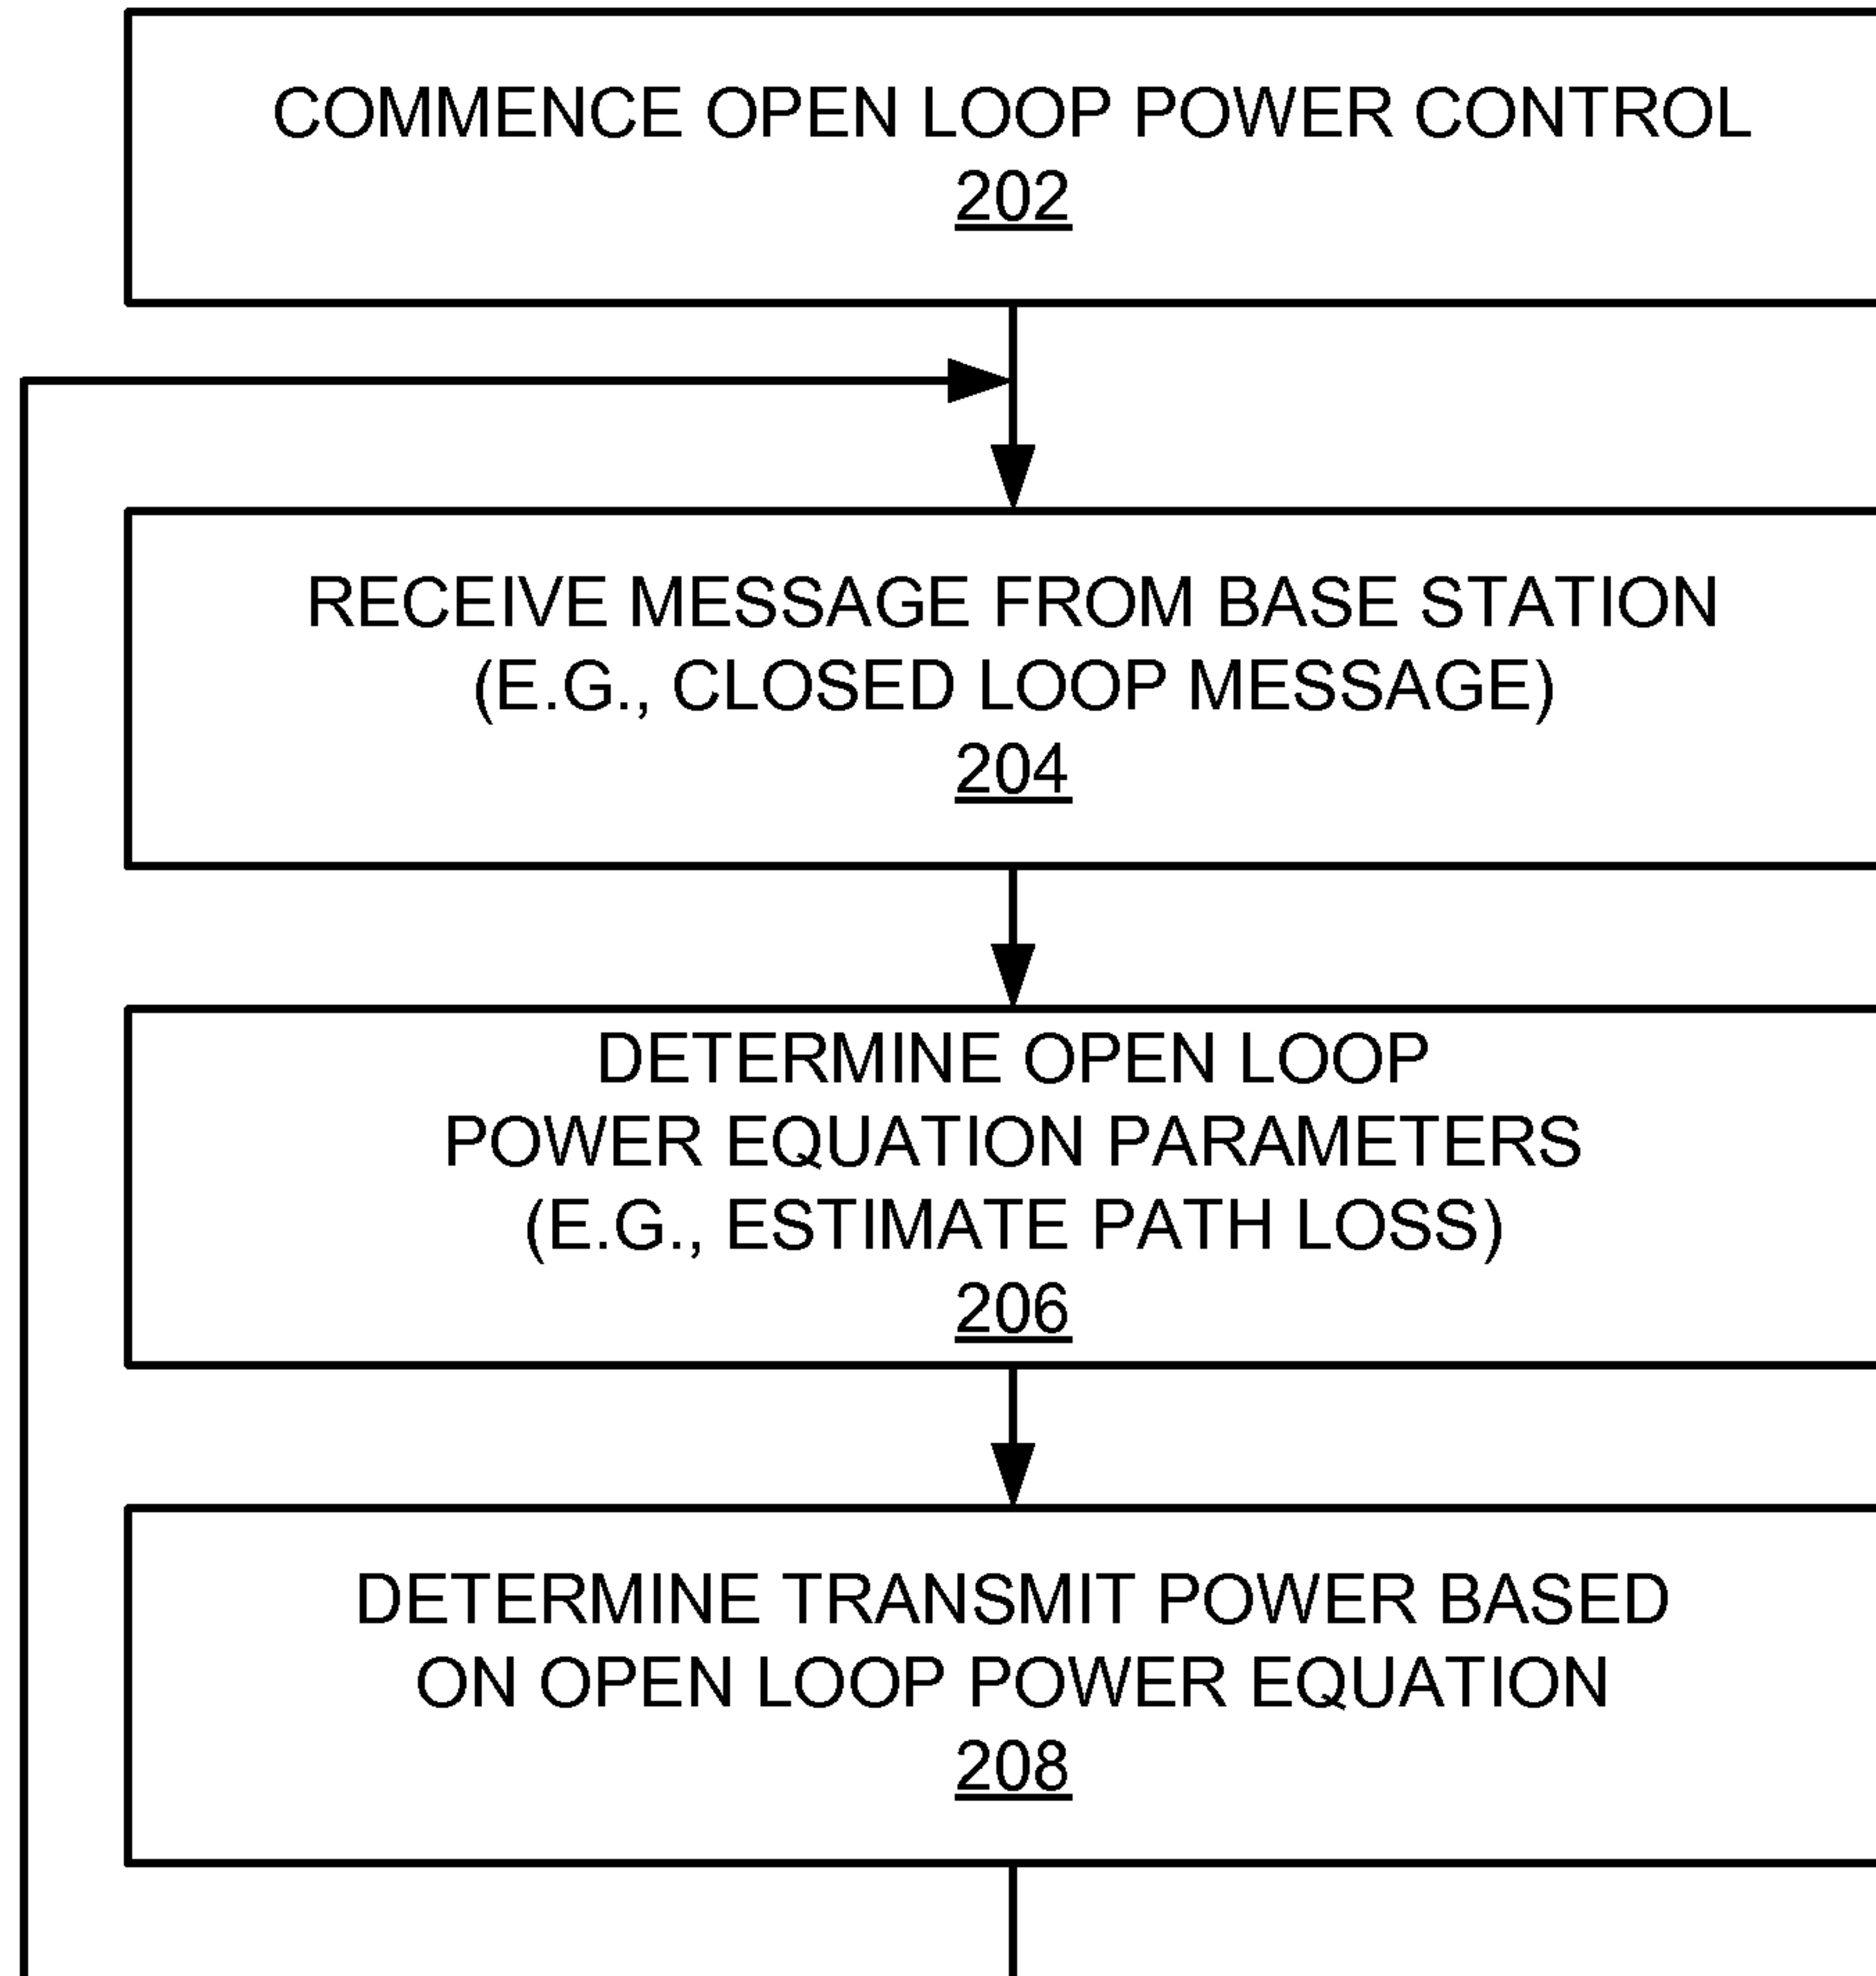 COMMENCE OPEN LOOP POWER CONTROL
202
RECEIVE MESSAGE FROM BASE STATION
(E.G., CLOSED LOOP MESSAGE)
204
DETERMINE OPEN LOOP
POWER EQUATION PARAMETERS
(E.G., ESTIMATE PATH LOSS)
206
DETERMINE TRANSMIT POWER BASED
ON OPEN LOOP POWER EQUATION
208